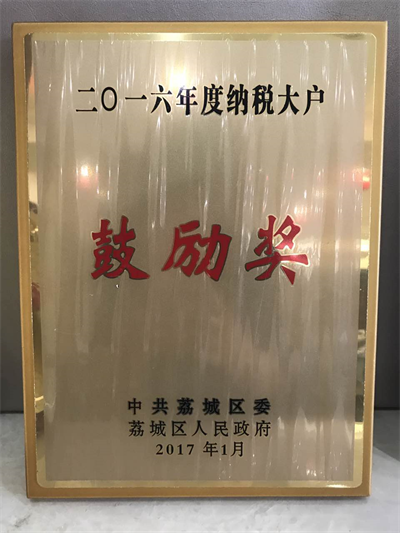 二〇一六年度纳税大户
鼓励奖
中共荔城区委
荔城区人民政府
2017 年1月